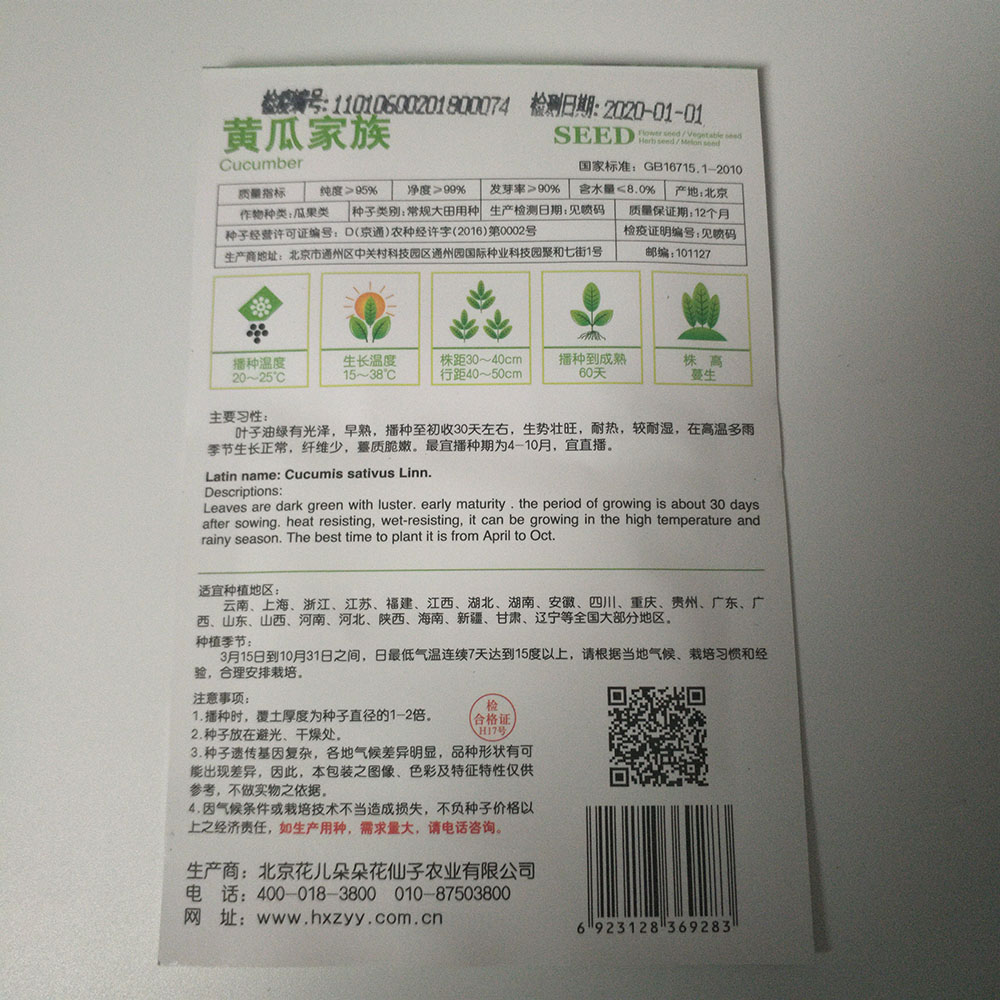 检疫编号:11010600201800074 检测日期:2020-01-01
黄瓜家族
Cucumber
SEED
Flower seed / Vegetable seed
Herb seed / Melon seed
国家标准：GB16715.1-2010
质量指标 纯度≥95% 净度≥99% 发芽率≥90% 含水量≤8.0% 产地:北京
作物种类:瓜果类 种子类别:常规大田用种 生产检测日期:见喷码 质量保证期:12个月
种子经营许可证编号：D(京通)农种经许字(2016)第0002号 检疫证明编号:见喷码
生产商地址：北京市通州区中关村科技园区通州园国际种业科技园聚和七街1号 邮编:101127
播种温度
20～25℃
生长温度
15～38℃
株距30～40cm
行距40～50cm
播种到成熟
60天
株 高
蔓生
主要习性：
叶子油绿有光泽，早熟，播种至初收30天左右，生势壮旺，耐热，较耐湿，在高温多雨
季节生长正常，纤维少，薹质脆嫩。最宜播种期为4-10月，宜直播。
Latin name: Cucumis sativus Linn.
Descriptions:
Leaves are dark green with luster. early maturity . the period of growing is about 30 days
after sowing. heat resisting, wet-resisting, it can be growing in the high temperature and
rainy season. The best time to plant it is from April to Oct.
适宜种植地区：
云南、上海、浙江、江苏、福建、江西、湖北、湖南、安徽、四川、重庆、贵州、广东、广
西、山东、山西、河南、河北、陕西、海南、新疆、甘肃、辽宁等全国大部分地区。
种植季节：
3月15日到10月31日之间，日最低气温连续7天达到15度以上，请根据当地气候、栽培习惯和经
验，合理安排栽培。
注意事项：
1.播种时，覆土厚度为种子直径的1-2倍。
2.种子放在避光、干燥处。
3.种子遗传基因复杂，各地气候差异明显，品种形状有可
能出现差异，因此，本包装之图像、色彩及特征特性仅供
参考，不做实物之依据。
4.因气候条件或栽培技术不当造成损失，不负种子价格以
上之经济责任，如生产用种，需求量大，请电话咨询。
检
合格证
H17号
生产商：北京花儿朵朵花仙子农业有限公司
电 话：400-018-3800 010-87503800
网 址：www.hxzyy.com.cn
6 923128 369283